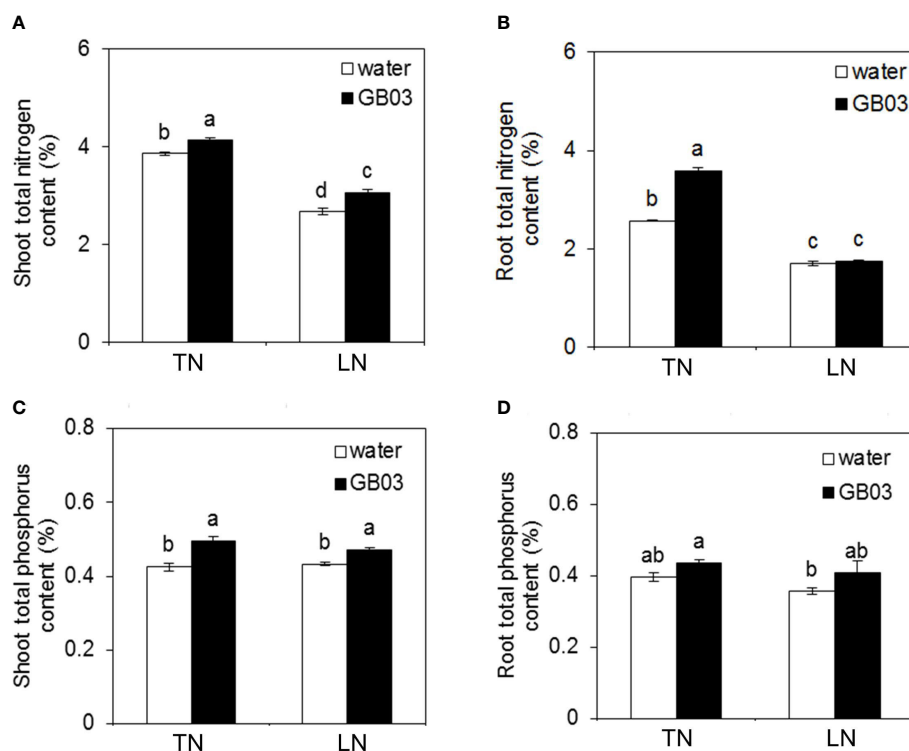 A
Shoot total nitrogen
content (%)
6
4
2
0
water
GB03
b
a
d
c
TN
LN
B
Root total nitrogen
content (%)
6
4
2
0
water
GB03
b
a
c
c
TN
LN
C
Shoot total phosphorus
content (%)
0.8
0.6
0.4
0.2
0
water
GB03
b
a
b
a
TN
LN
D
Root total phosphorus
content (%)
0.8
0.6
0.4
0.2
0
water
GB03
ab
a
b
ab
TN
LN